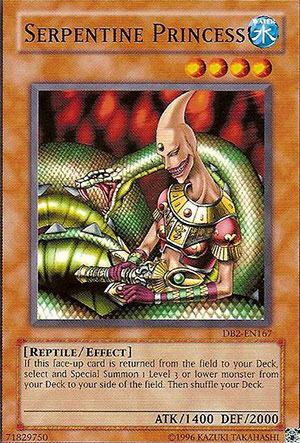 SERPENTINE PRINCESS
WATER
水
DB2-EN167
[REPTILE/EFFECT]
If this face-up card is returned from the field to your Deck,
select and Special Summon 1 Level 3 or lower monster from
your Deck to your side of the field. Then shuffle your Deck.
ATK/1400 DEF/2000
71829750
©1996 KAZUKI TAKAHASHI